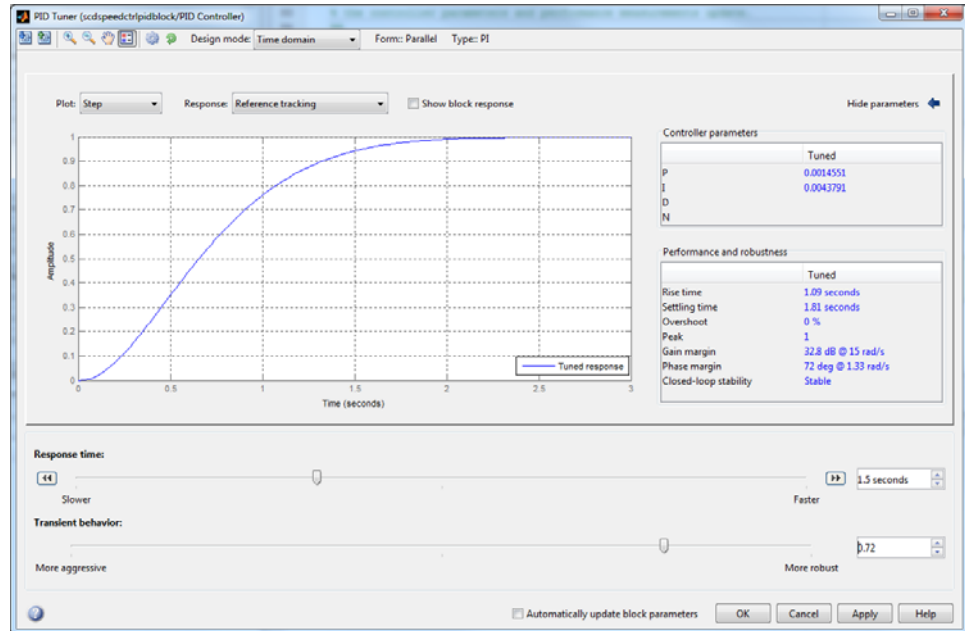 PID Tuner (scdspeedctrlpidblock/PID Controller)
Design mode: Time domain Form:: Parallel Type:: PI
Plot: Step Response: Reference tracking Show block response Hide parameters
1
0.9
0.8
0.7
0.6
0.5
0.4
0.3
0.2
0.1
0
Amplitude
0 0.5 1 1.5 2 2.5 3
Time (seconds)
Tuned response
Controller parameters
Tuned
P 0.0014551
I 0.0043791
D
N
Performance and robustness
Tuned
Rise time 1.09 seconds
Settling time 1.81 seconds
Overshoot 0 %
Peak 1
Gain margin 32.8 dB @ 15 rad/s
Phase margin 72 deg @ 1.33 rad/s
Closed-loop stability Stable
Response time:
1.5 seconds
Slower Faster
Transient behavior:
0.72
More aggressive More robust
Automatically update block parameters OK Cancel Apply Help